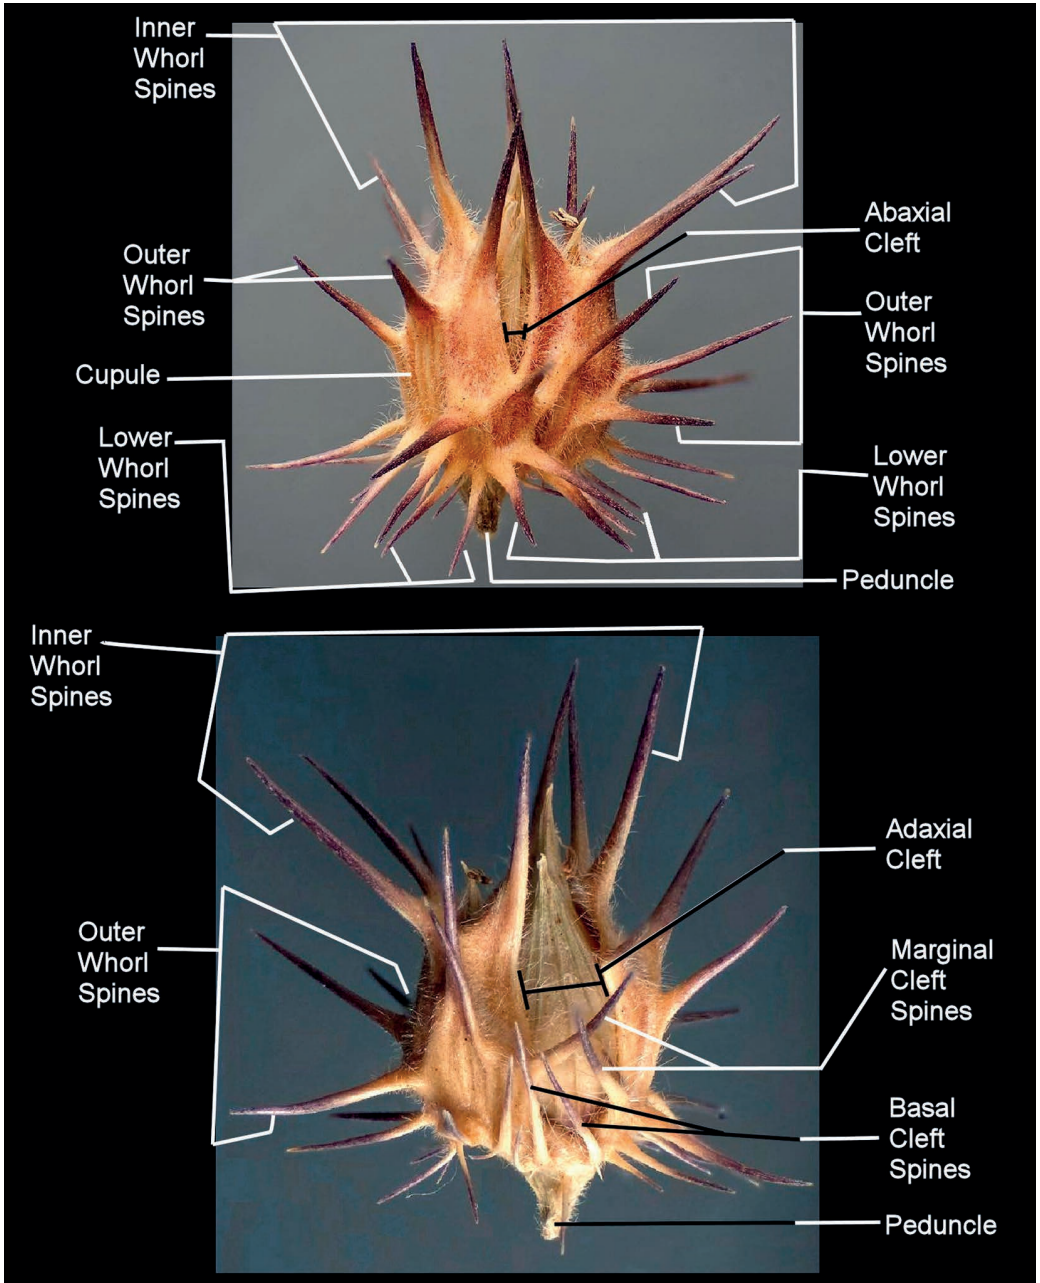 Inner
Whorl
Spines
Abaxial
Cleft
Outer
Whorl
Spines
Outer
Whorl
Spines
Cupule
Lower
Whorl
Spines
Lower
Whorl
Spines
Peduncle
Inner
Whorl
Spines
Adaxial
Cleft
Outer
Whorl
Spines
Marginal
Cleft
Spines
Basal
Cleft
Spines
Peduncle